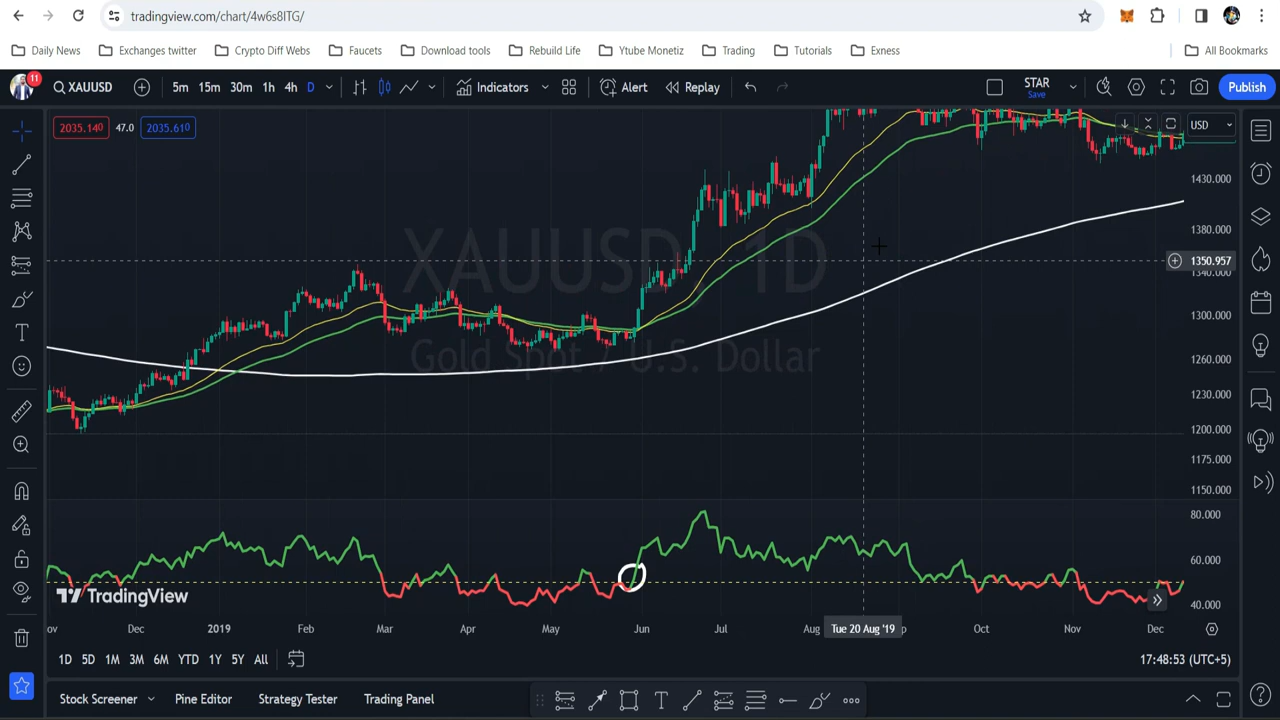 tradingview.com/chart/4w6s8ITG/
Daily News Exchanges twitter Crypto Diff Webs Faucets Download tools Rebuild Life Ytube Monetiz Trading Tutorials Exness All Bookmarks
11 XAUUSD 5m 15m 30m 1h 4h D Indicators Alert Replay STAR Save Publish
2035.140 47.0 2035.610 USD
1430.000
XAUUSD, 1D
1380.000
1350.957
1340.000
1300.000
Gold Spot / U.S. Dollar
1260.000
1230.000
1200.000
1175.000
1150.000
80.000
60.000
TradingView
40.000
ov Dec 2019 Feb Mar Apr May Jun Jul Aug Tue 20 Aug '19 p Oct Nov Dec
1D 5D 1M 3M 6M YTD 1Y 5Y All 17:48:53 (UTC+5)
Stock Screener Pine Editor Strategy Tester Trading Panel